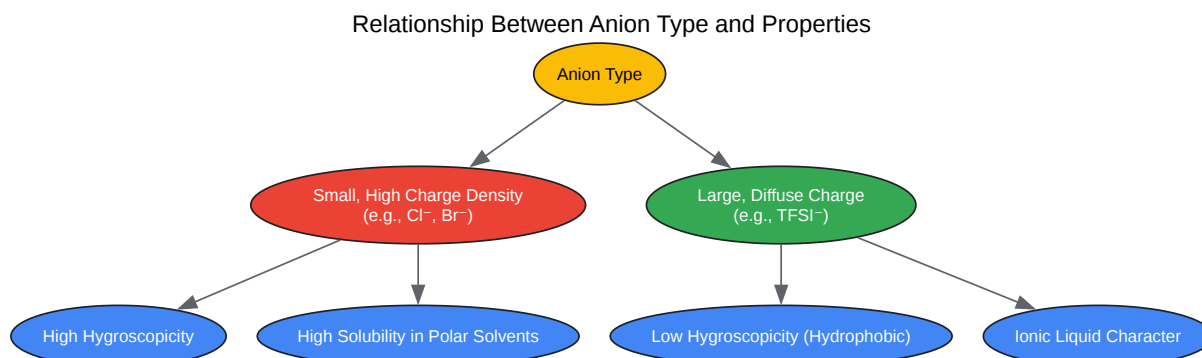 Relationship Between Anion Type and Properties
Anion Type
Small, High Charge Density
(e.g., Cl⁻, Br⁻)
Large, Diffuse Charge
(e.g., TFSI⁻)
High Hygroscopicity
High Solubility in Polar Solvents
Low Hygroscopicity (Hydrophobic)
Ionic Liquid Character